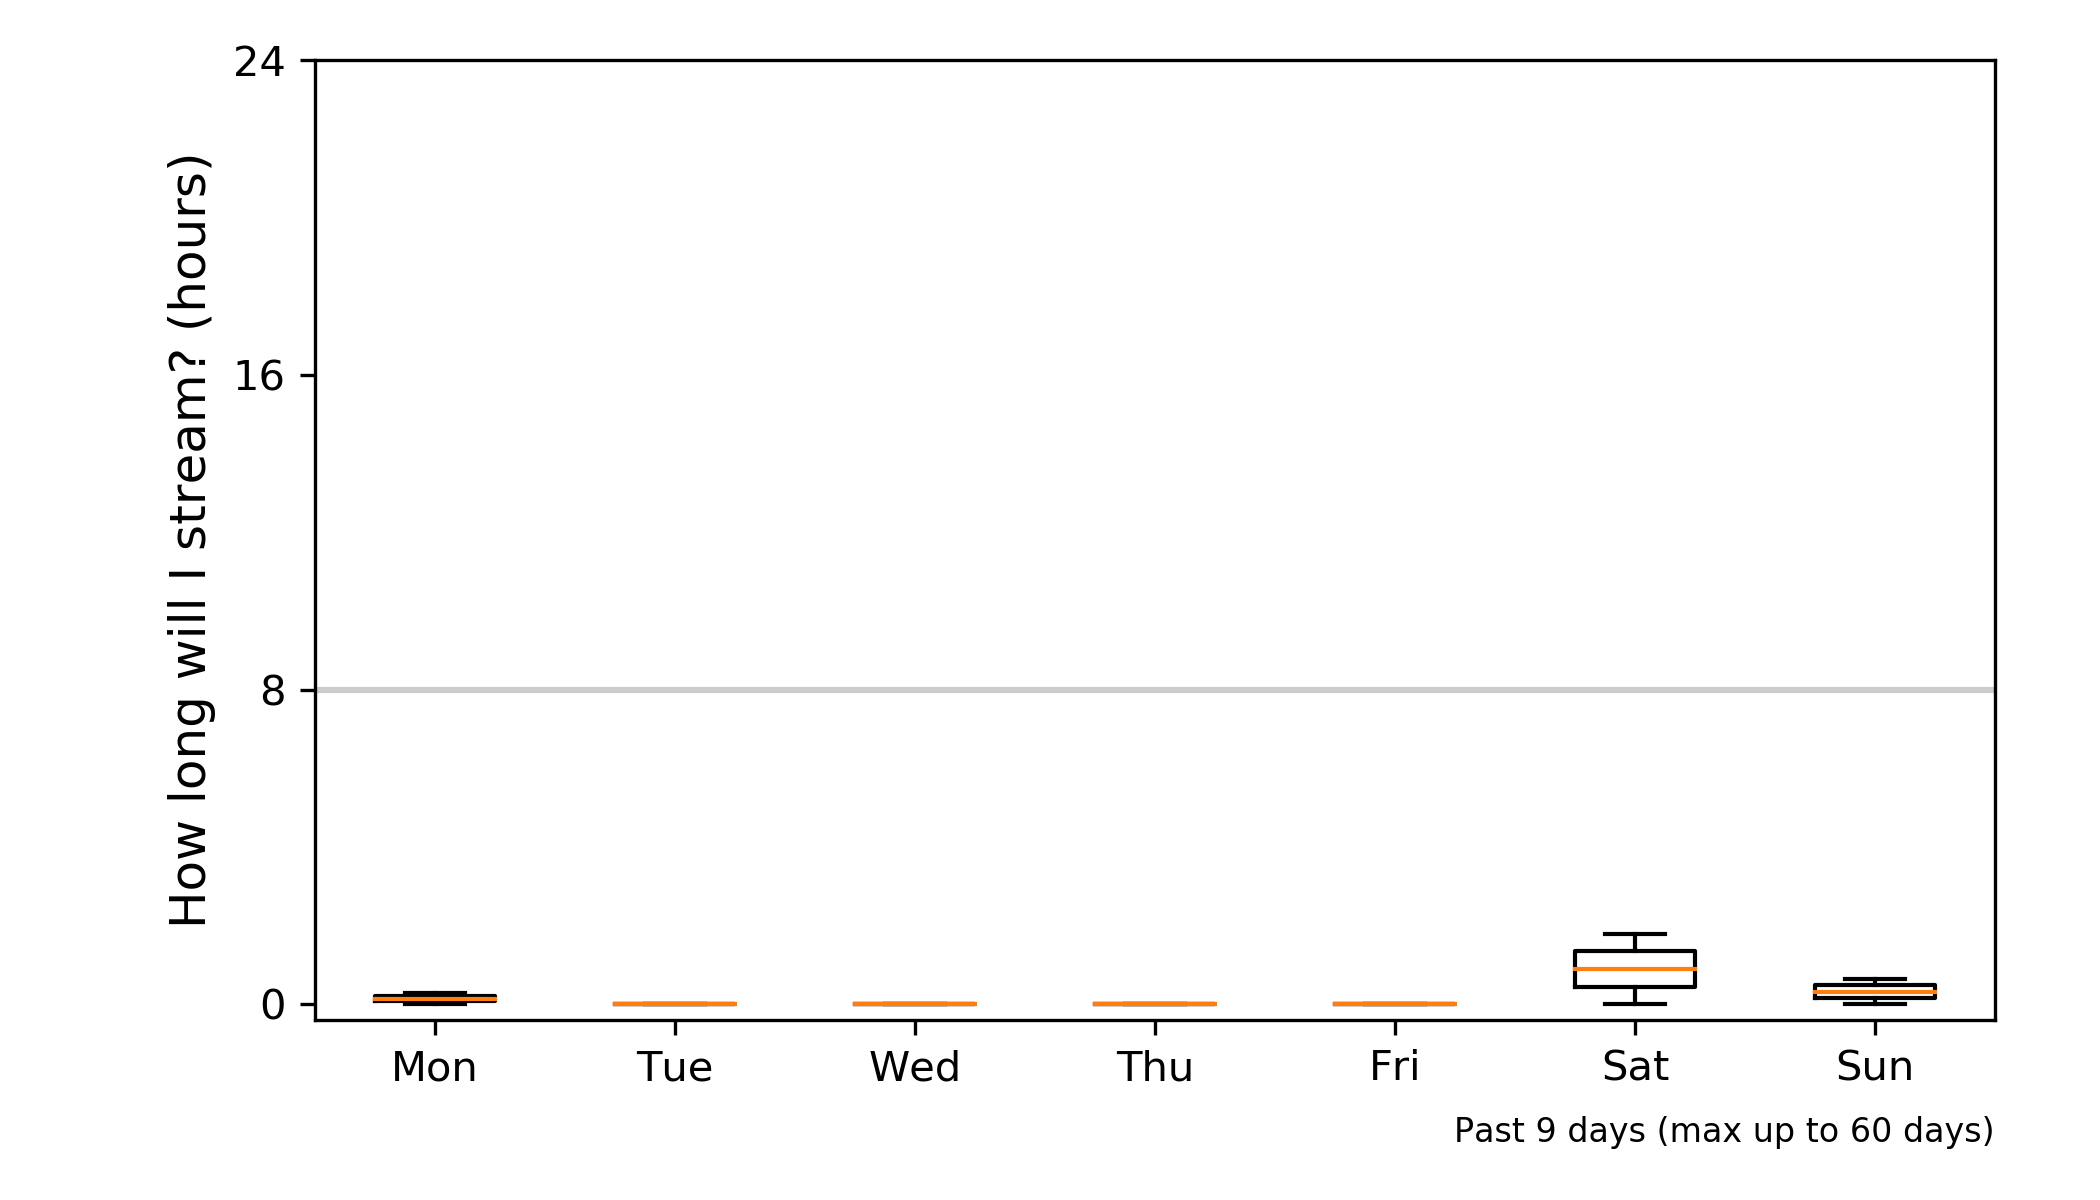 How long will I stream? (hours)
24
16
8
0
Mon Tue Wed Thu Fri Sat Sun
Past 9 days (max up to 60 days)